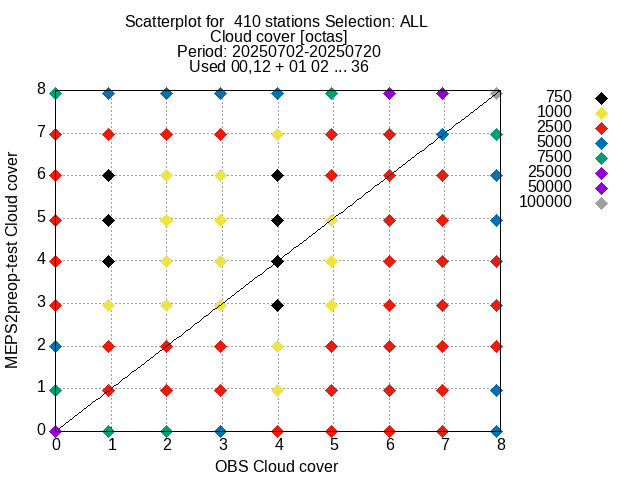 Scatterplot for  410 stations Selection: ALL
Cloud cover [octas]
Period: 20250702-20250720
Used 00,12 + 01 02 ... 36
750
1000
2500
5000
7500
25000
50000
100000
8
7
6
5
4
3
2
1
0
MEPS2preop-test Cloud cover
0 1 2 3 4 5 6 7 8
OBS Cloud cover